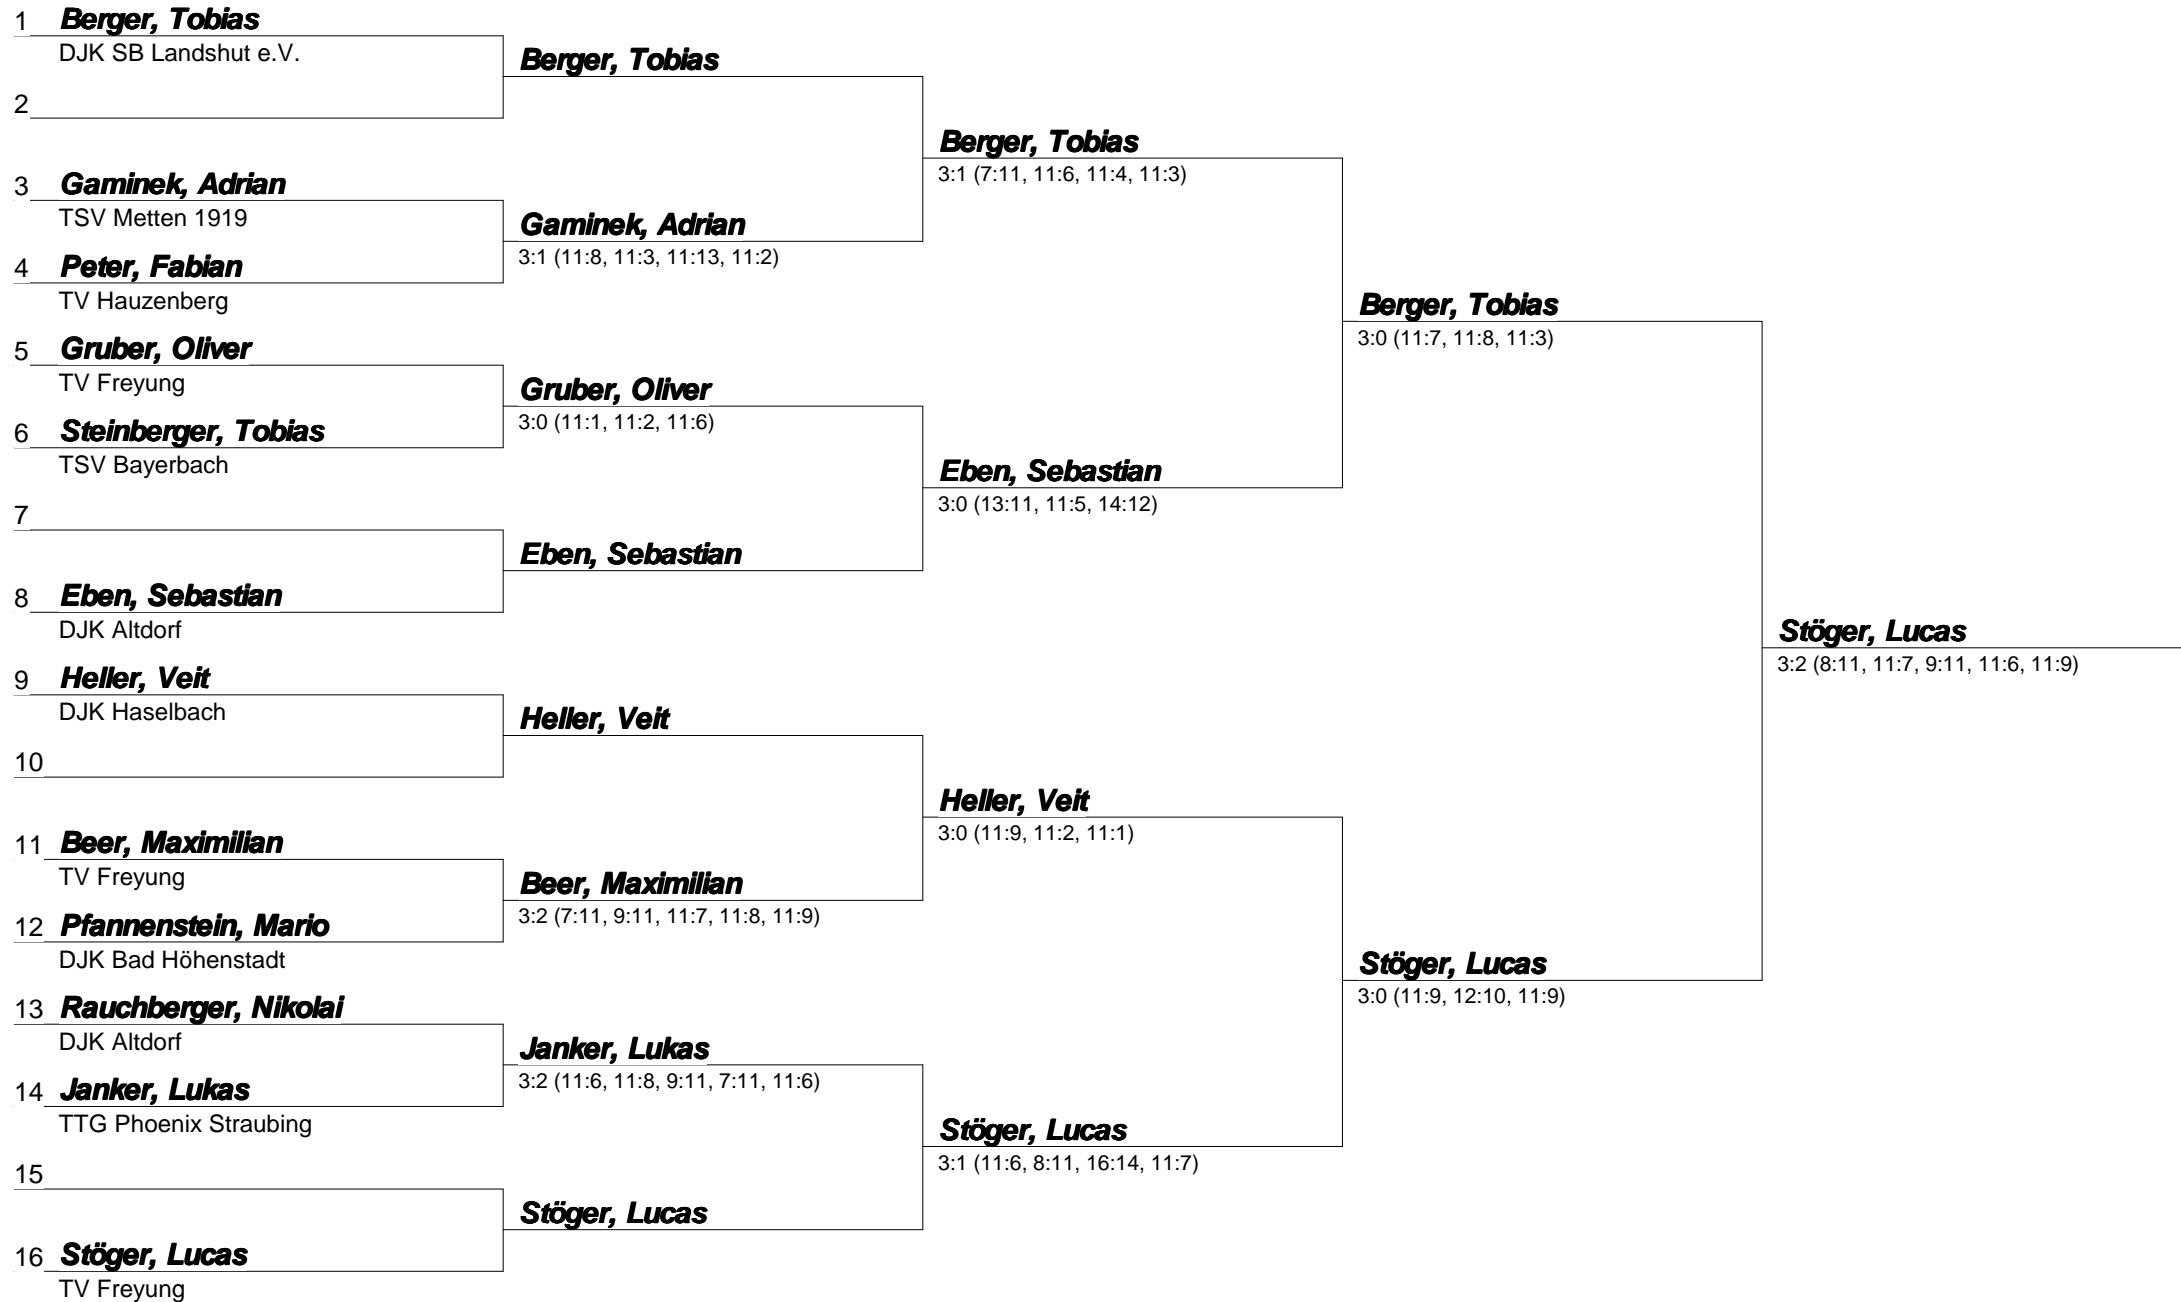 1 Berger, Tobias
DJK SB Landshut e.V.
2
3 Gaminek, Adrian
TSV Metten 1919
4 Peter, Fabian
TV Hauzenberg
5 Gruber, Oliver
TV Freyung
6 Steinberger, Tobias
TSV Bayerbach
7
8 Eben, Sebastian
DJK Altdorf
9 Heller, Veit
DJK Haselbach
10
11 Beer, Maximilian
TV Freyung
12 Pfannenstein, Mario
DJK Bad Höhenstadt
13 Rauchberger, Nikolai
DJK Altdorf
14 Janker, Lukas
TTG Phoenix Straubing
15
16 Stöger, Lucas
TV Freyung
Berger, Tobias
Gaminek, Adrian
3:1 (11:8, 11:3, 11:13, 11:2)
Gruber, Oliver
3:0 (11:1, 11:2, 11:6)
Eben, Sebastian
Heller, Veit
Beer, Maximilian
3:2 (7:11, 9:11, 11:7, 11:8, 11:9)
Janker, Lukas
3:2 (11:6, 11:8, 9:11, 7:11, 11:6)
Stöger, Lucas
Berger, Tobias
3:1 (7:11, 11:6, 11:4, 11:3)
Eben, Sebastian
3:0 (13:11, 11:5, 14:12)
Heller, Veit
3:0 (11:9, 11:2, 11:1)
Stöger, Lucas
3:1 (11:6, 8:11, 16:14, 11:7)
Berger, Tobias
3:0 (11:7, 11:8, 11:3)
Stöger, Lucas
3:0 (11:9, 12:10, 11:9)
Stöger, Lucas
3:2 (8:11, 11:7, 9:11, 11:6, 11:9)